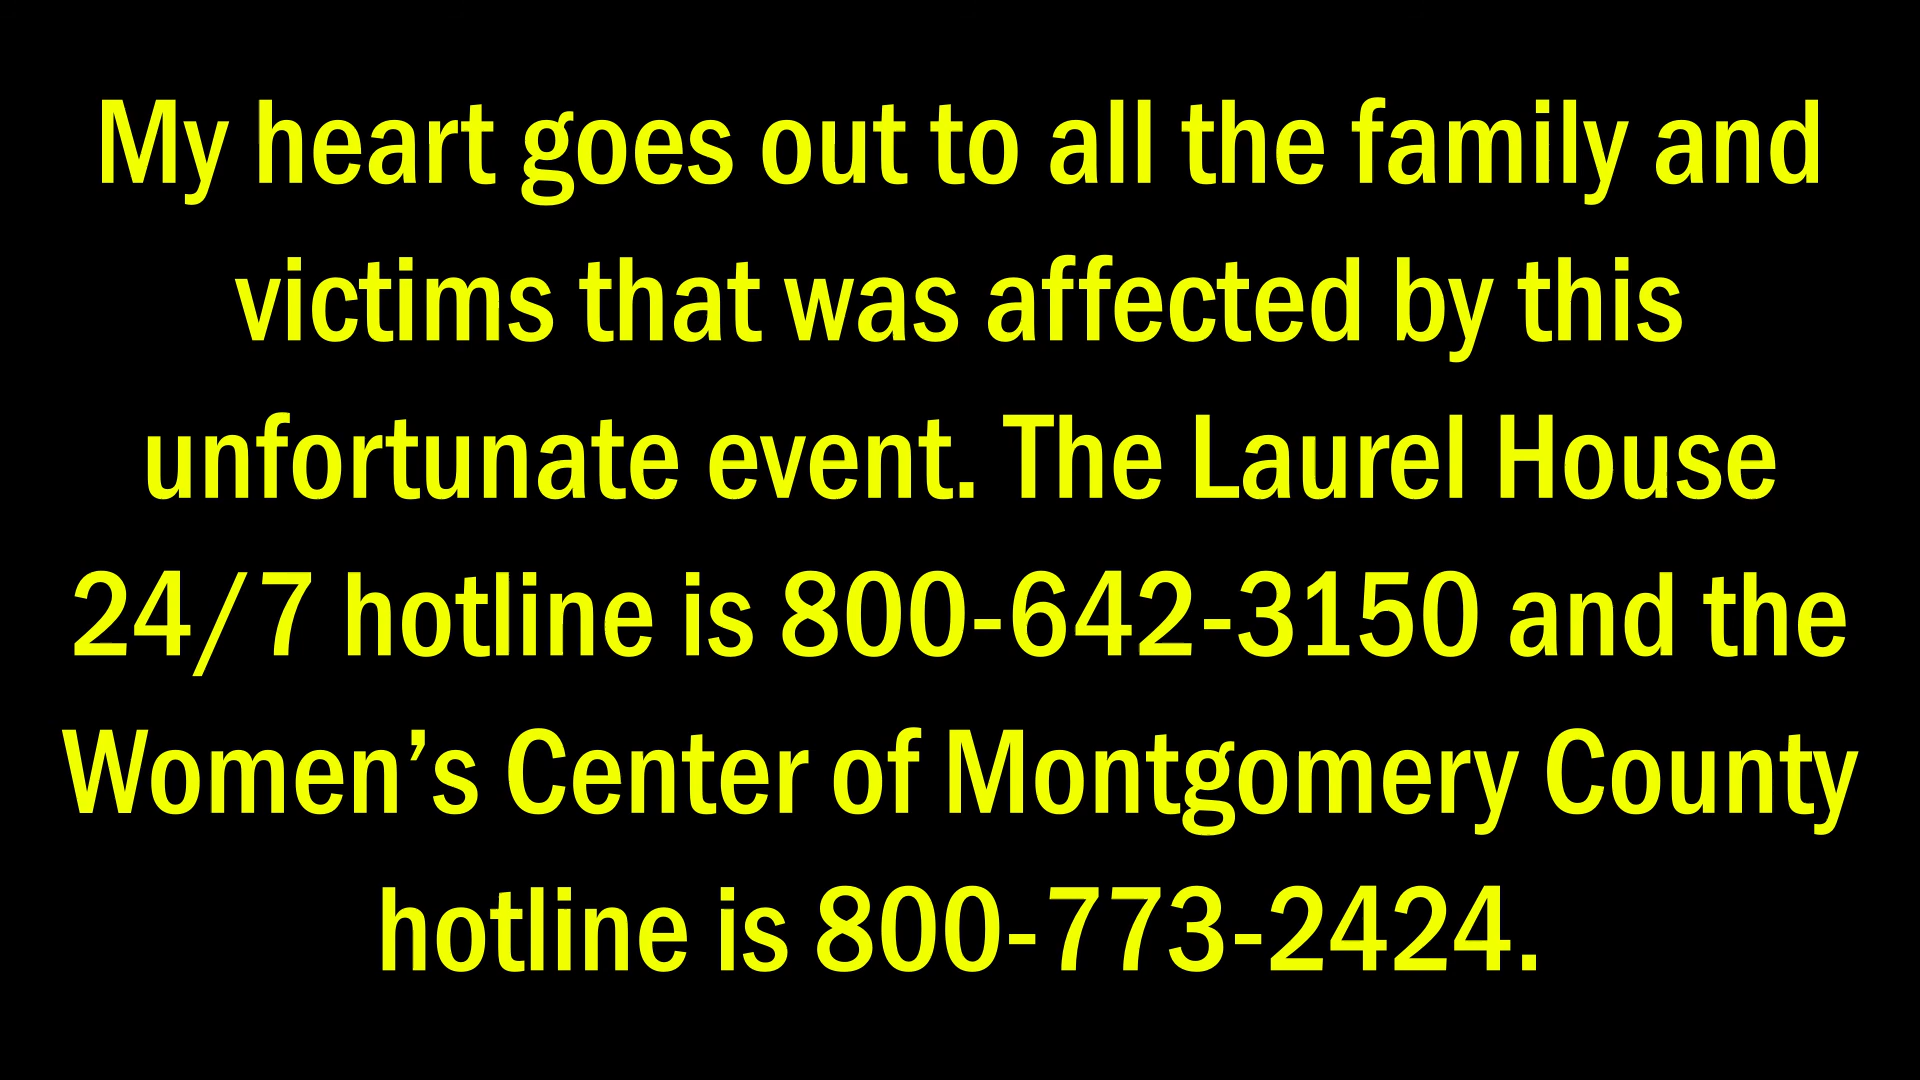 My heart goes out to all the family and
victims that was affected by this
unfortunate event. The Laurel House
24/7 hotline is 800-642-3150 and the
Women’s Center of Montgomery County
hotline is 800-773-2424.